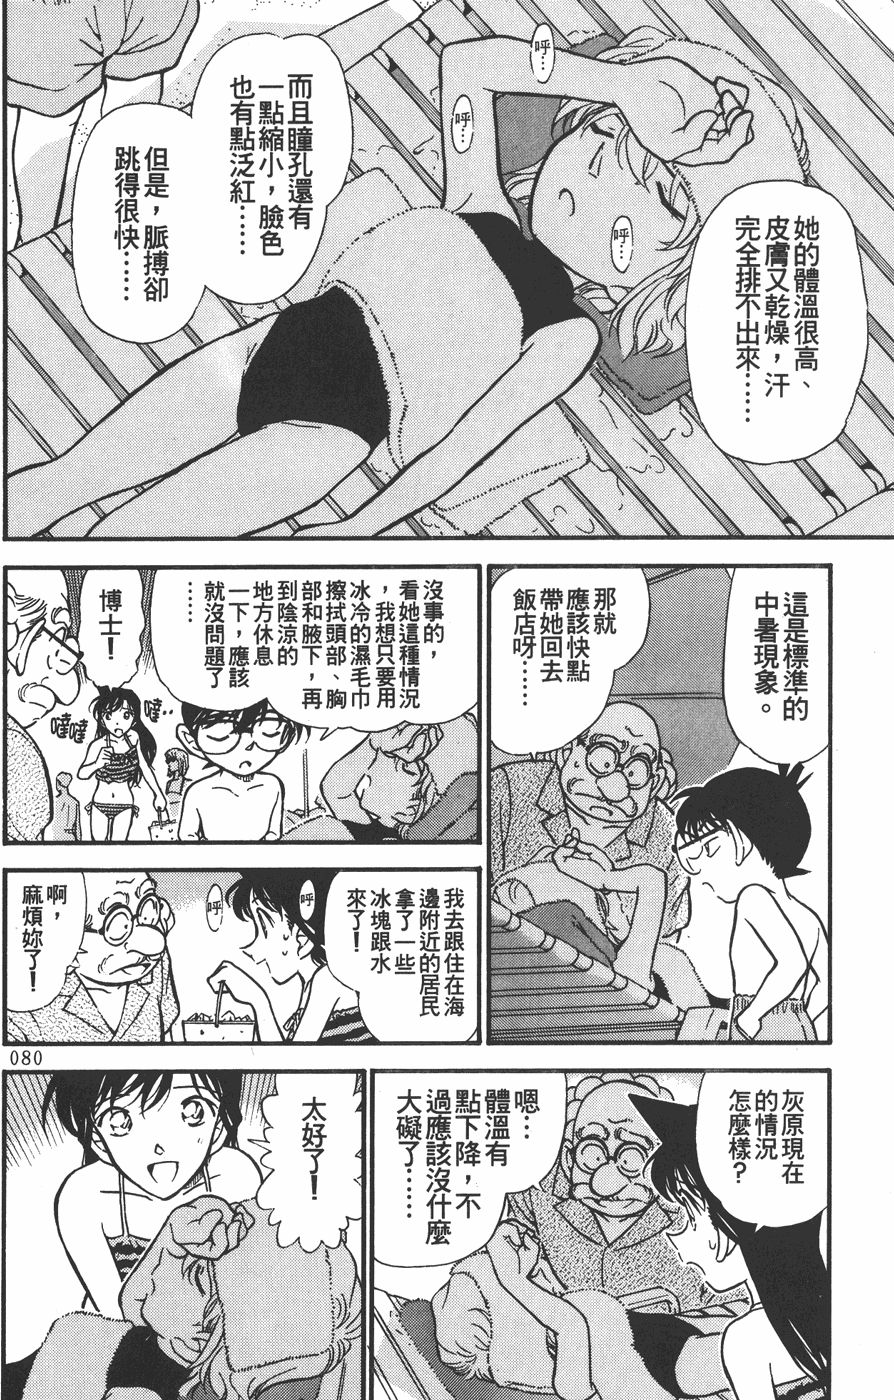 她的體溫很高、
皮膚又乾燥，汗
完全排不出來……
呼…
呼…
呼…
而且瞳孔還有
一點縮小，臉色
也有點泛紅……
但是，脈搏卻
跳得很快……
這是標準的
中暑現象。
那就
應該快點
帶她回去
飯店呀…
沒事的，
看她這種情況
，我想只要用
冰冷的濕毛巾
擦拭頭部、胸
部和腋下，再
到陰涼的
地方休息
一下，應該
就沒問題了
……
博士！
噠…
噠
噠噠
我去跟住在海
邊附近的居民
拿了一些
冰塊跟水
來了！
呼…
呼…
啊，
麻煩妳了！
080
灰原現在
的情況
怎麼樣？
嗯…
體溫有
點下降，不
過應該沒什麼
大礙了……
太好了！